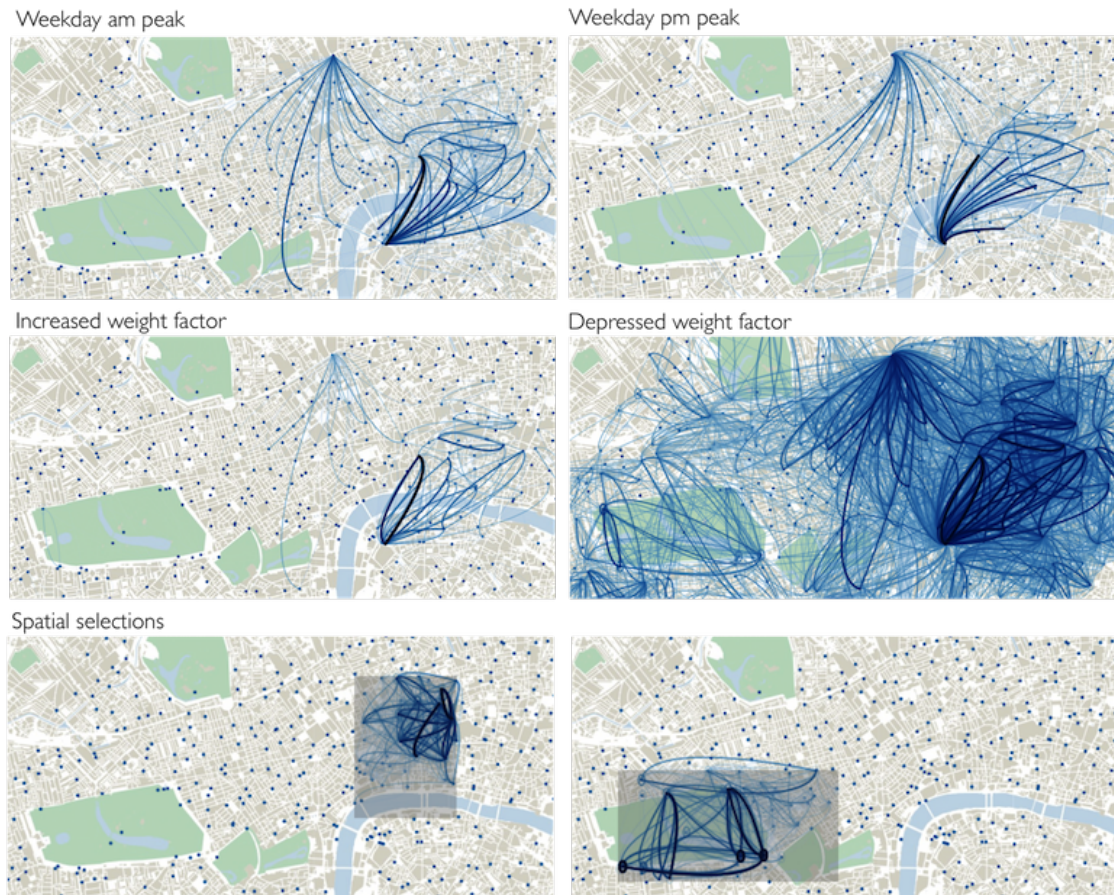 Weekday am peak
Weekday pm peak
Increased weight factor
Depressed weight factor
Spatial selections